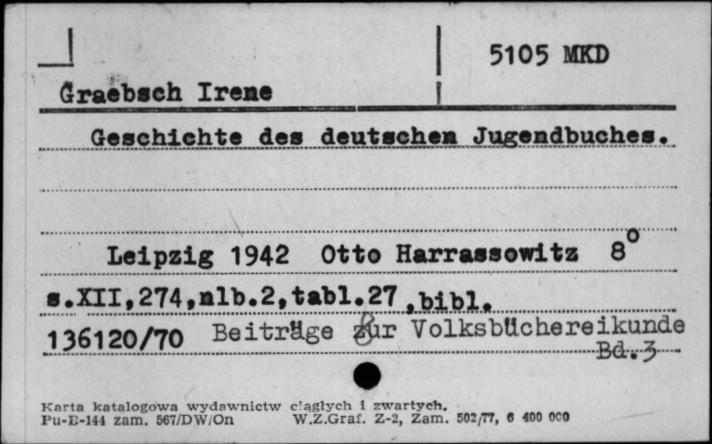 5105 MKD
Graebsch Irene
Geschichte des deutschen Jugendbuches.
Leipzig 1942 Otto Harrassowitz 8°
s.XII,274,nlb.2,tabl.27,bibl.
136120/70 Beiträge zur Volksbüchereikunde
Bd.3
Karta katalogowa wydawnictw ciągłych i zwartych.
Pu-B-144 zam. 567/DW/On W.Z.Graf. Z-2, Zam. 502/77, 6 400 000